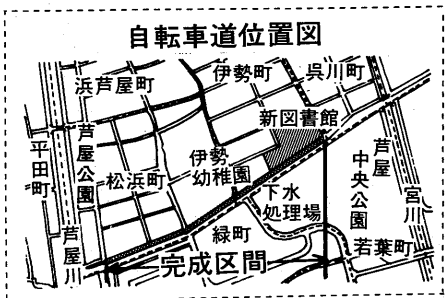 自転車道位置図
浜芦屋町
伊勢町
呉川町
新図書館
平田町
芦屋公園
松浜町
伊勢
幼稚園
下水
処理場
芦屋
中央公園
宮川
芦屋川
緑町
若葉町
完成区間